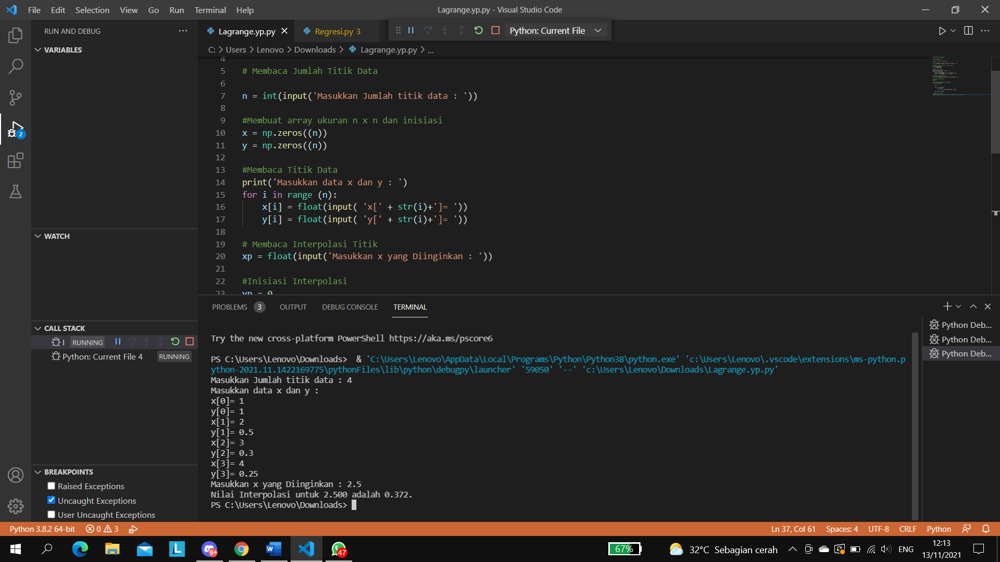 File Edit Selection View Go Run Terminal Help
Lagrange.yp.py - Visual Studio Code
RUN AND DEBUG
Lagrange.yp.py
Regresi.py 3
Python: Current File
VARIABLES
C: > Users > Lenovo > Downloads > Lagrange.yp.py > ...
4
5 # Membaca Jumlah Titik Data
6
7 n = int(input('Masukkan Jumlah titik data : '))
8
9 #Membuat array ukuran n x n dan inisiasi
10 x = np.zeros((n))
11 y = np.zeros((n))
12
13 #Membaca Titik Data
14 print('Masukkan data x dan y : ')
15 for i in range (n):
16 x[i] = float(input( 'x[' + str(i)+']= '))
17 y[i] = float(input( 'y[' + str(i)+']= '))
18
19 # Membaca Interpolasi Titik
20 xp = float(input('Masukkan x yang Diinginkan : '))
21
22 #Inisiasi Interpolasi
23 yp = 0
WATCH
CALL STACK
RUNNING
Python: Current File 4 RUNNING
BREAKPOINTS
Raised Exceptions
Uncaught Exceptions
User Uncaught Exceptions
PROBLEMS 3 OUTPUT DEBUG CONSOLE TERMINAL
Try the new cross-platform PowerShell https://aka.ms/pscore6
PS C:\Users\Lenovo\Downloads> & 'C:\Users\Lenovo\AppData\Local\Programs\Python\Python38\python.exe' 'c:\Users\Lenovo\.vscode\extensions\ms-python.p
ython-2021.11.1422169775\pythonFiles\lib\python\debugpy\launcher' '59050' '--' 'c:\Users\Lenovo\Downloads\Lagrange.yp.py'
Masukkan Jumlah titik data : 4
Masukkan data x dan y :
x[0]= 1
y[0]= 1
x[1]= 2
y[1]= 0.5
x[2]= 3
y[2]= 0.3
x[3]= 4
y[3]= 0.25
Masukkan x yang Diinginkan : 2.5
Nilai Interpolasi untuk 2.500 adalah 0.372.
PS C:\Users\Lenovo\Downloads>
Python Deb...
Python Deb...
Python Deb...
2
Python 3.8.2 64-bit 0 3
Ln 37, Col 61 Spaces: 4 UTF-8 CRLF Python
L
9+
W
47
67%
32°C Sebagian cerah
ENG
12:13
13/11/2021